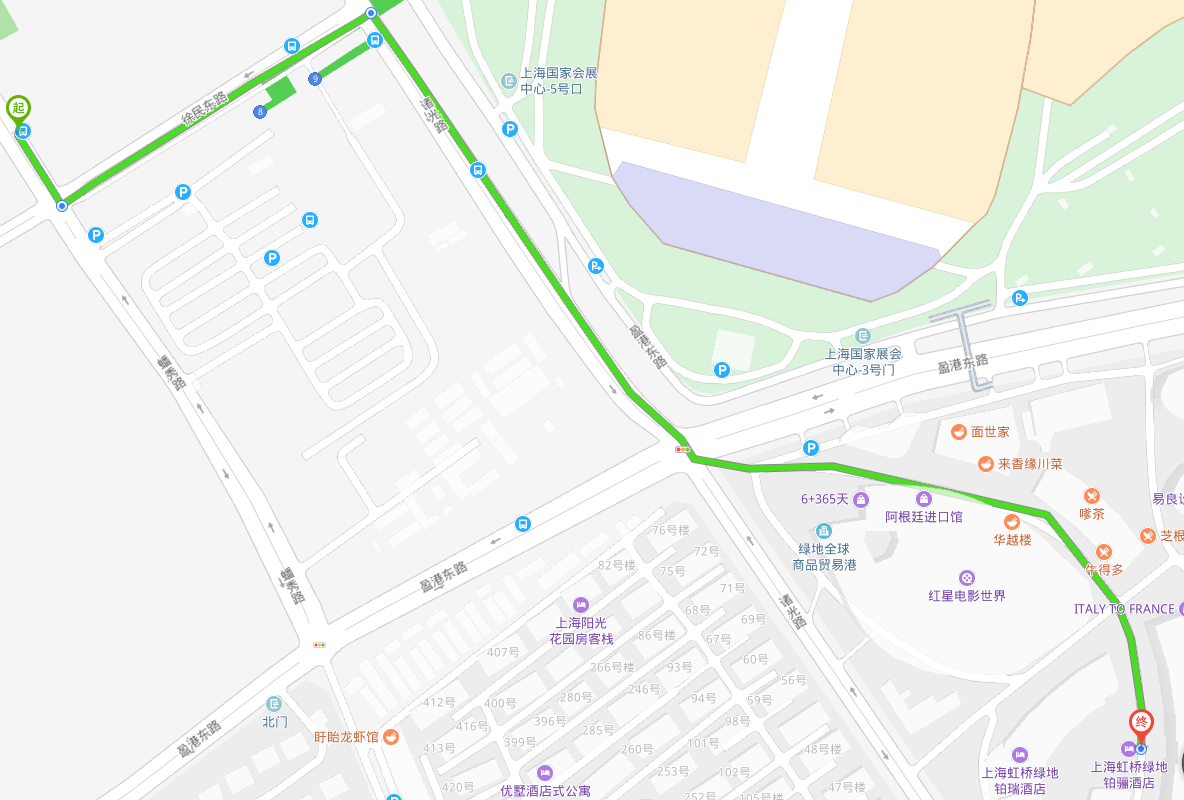 上海国家会展
中心-5号口
起
9
8
徐民东路
诸光路
P
P
P
P
盈港东路
上海国家展会
中心-3号门
盈港东路
P
蟠秀路
P
面世家
来香缘川菜
6+365天
阿根廷进口馆
嗲茶
华越楼
易良
芝根
绿地全球
商品贸易港
牛得多
76号楼
72号
82号楼
75号
71号
红星电影世界
ITALY TO FRANCE
盈港东路
蟠秀路
诸光路
68号
69号
上海阳光
花园房客栈
86号楼
67号
407号
266号楼
93号
60号
56号
246号
280号
94号
59号
412号
400号
396号
98号
416号
285号
399号
101号
413号
260号
48号楼
253号
102号
47号楼
420号
252号
105号楼
北门
盱眙龙虾馆
盈港东路
优墅酒店式公寓
终
上海虹桥绿地
铂瑞酒店
上海虹桥绿地
铂骊酒店